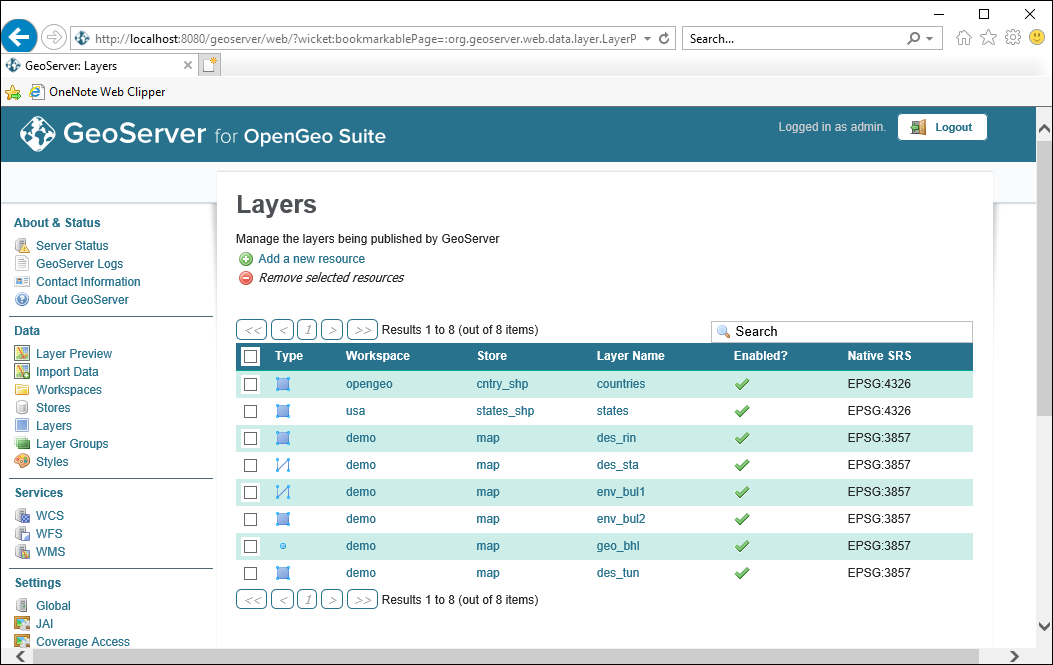 http://localhost:8080/geoserver/web/?wicket:bookmarkablePage=:org.geoserver.web.data.layer.LayerP
Search...
GeoServer: Layers
OneNote Web Clipper
GeoServer for OpenGeo Suite
Logged in as admin.
Logout
About & Status
Server Status
GeoServer Logs
Contact Information
About GeoServer
Data
Layer Preview
Import Data
Workspaces
Stores
Layers
Layer Groups
Styles
Services
WCS
WFS
WMS
Settings
Global
JAI
Coverage Access
Layers
Manage the layers being published by GeoServer
Add a new resource
Remove selected resources
<< < 1 > >> Results 1 to 8 (out of 8 items)
Search
Type Workspace Store Layer Name Enabled? Native SRS
opengeo cntry_shp countries EPSG:4326
usa states_shp states EPSG:4326
demo map des_rin EPSG:3857
demo map des_sta EPSG:3857
demo map env_bul1 EPSG:3857
demo map env_bul2 EPSG:3857
demo map geo_bhl EPSG:3857
demo map des_tun EPSG:3857
<< < 1 > >> Results 1 to 8 (out of 8 items)